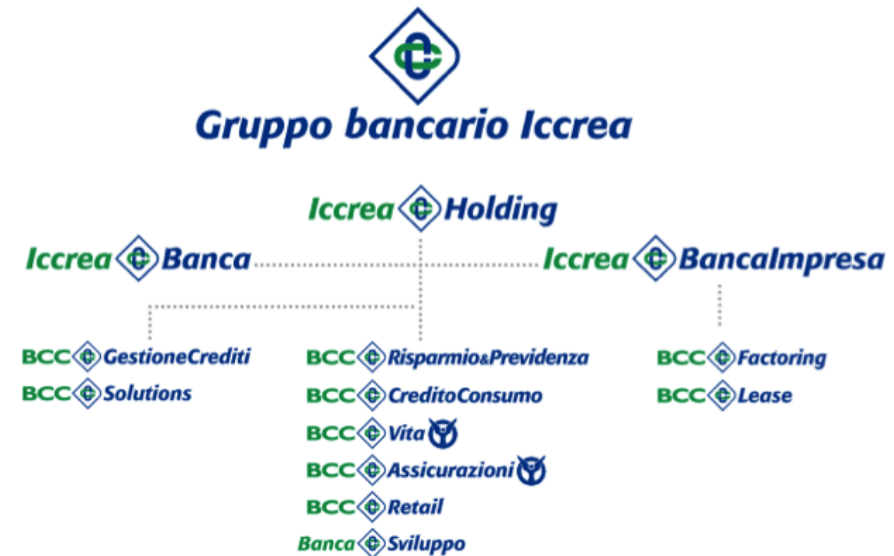 Gruppo bancario Iccrea
Iccrea Holding
Iccrea Banca
Iccrea BancaImpresa
BCC GestioneCrediti
BCC Solutions
BCC Risparmio&Previdenza
BCC CreditoConsumo
BCC Vita
BCC Assicurazioni
BCC Retail
Banca Sviluppo
BCC Factoring
BCC Lease